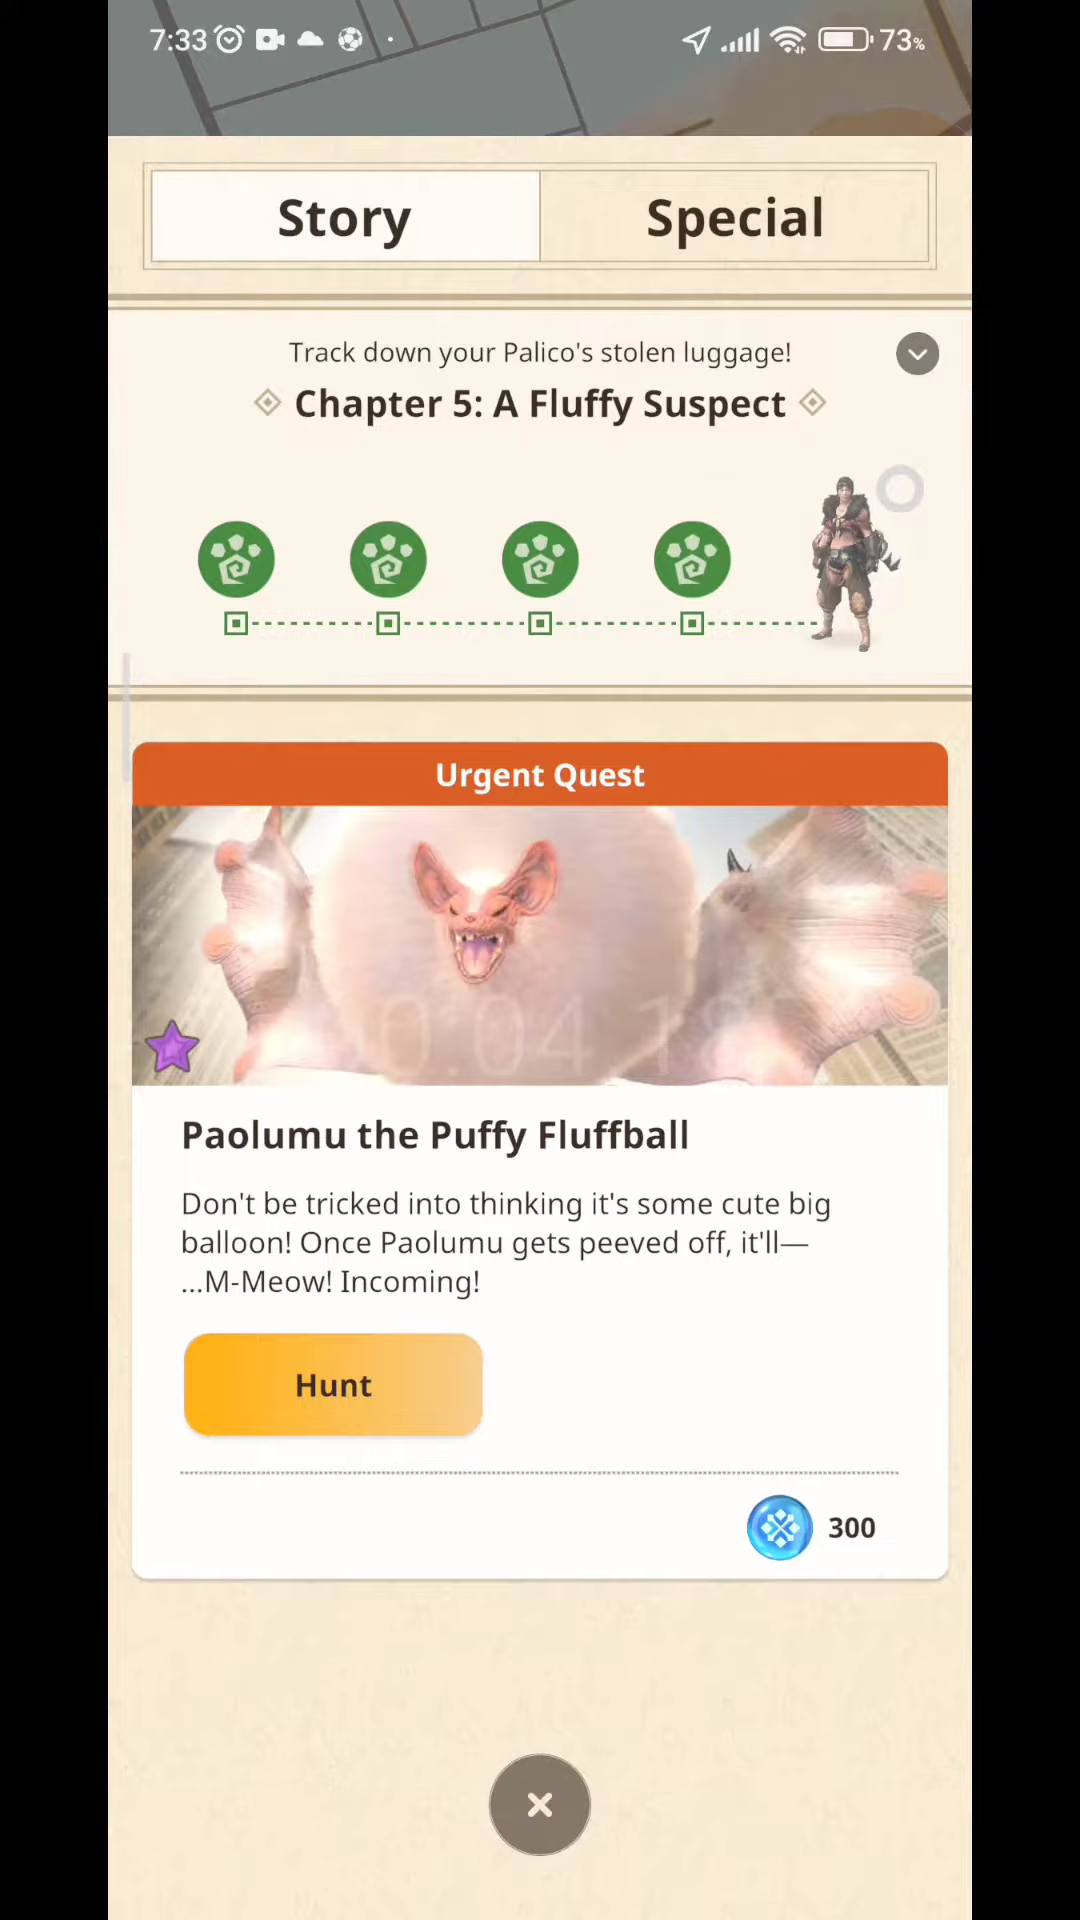 7:33
73%
Story
Special
Track down your Palico's stolen luggage!
Chapter 5: A Fluffy Suspect
Urgent Quest
Paolumu the Puffy Fluffball
Don't be tricked into thinking it's some cute big
balloon! Once Paolumu gets peeved off, it'll—
...M-Meow! Incoming!
Hunt
300